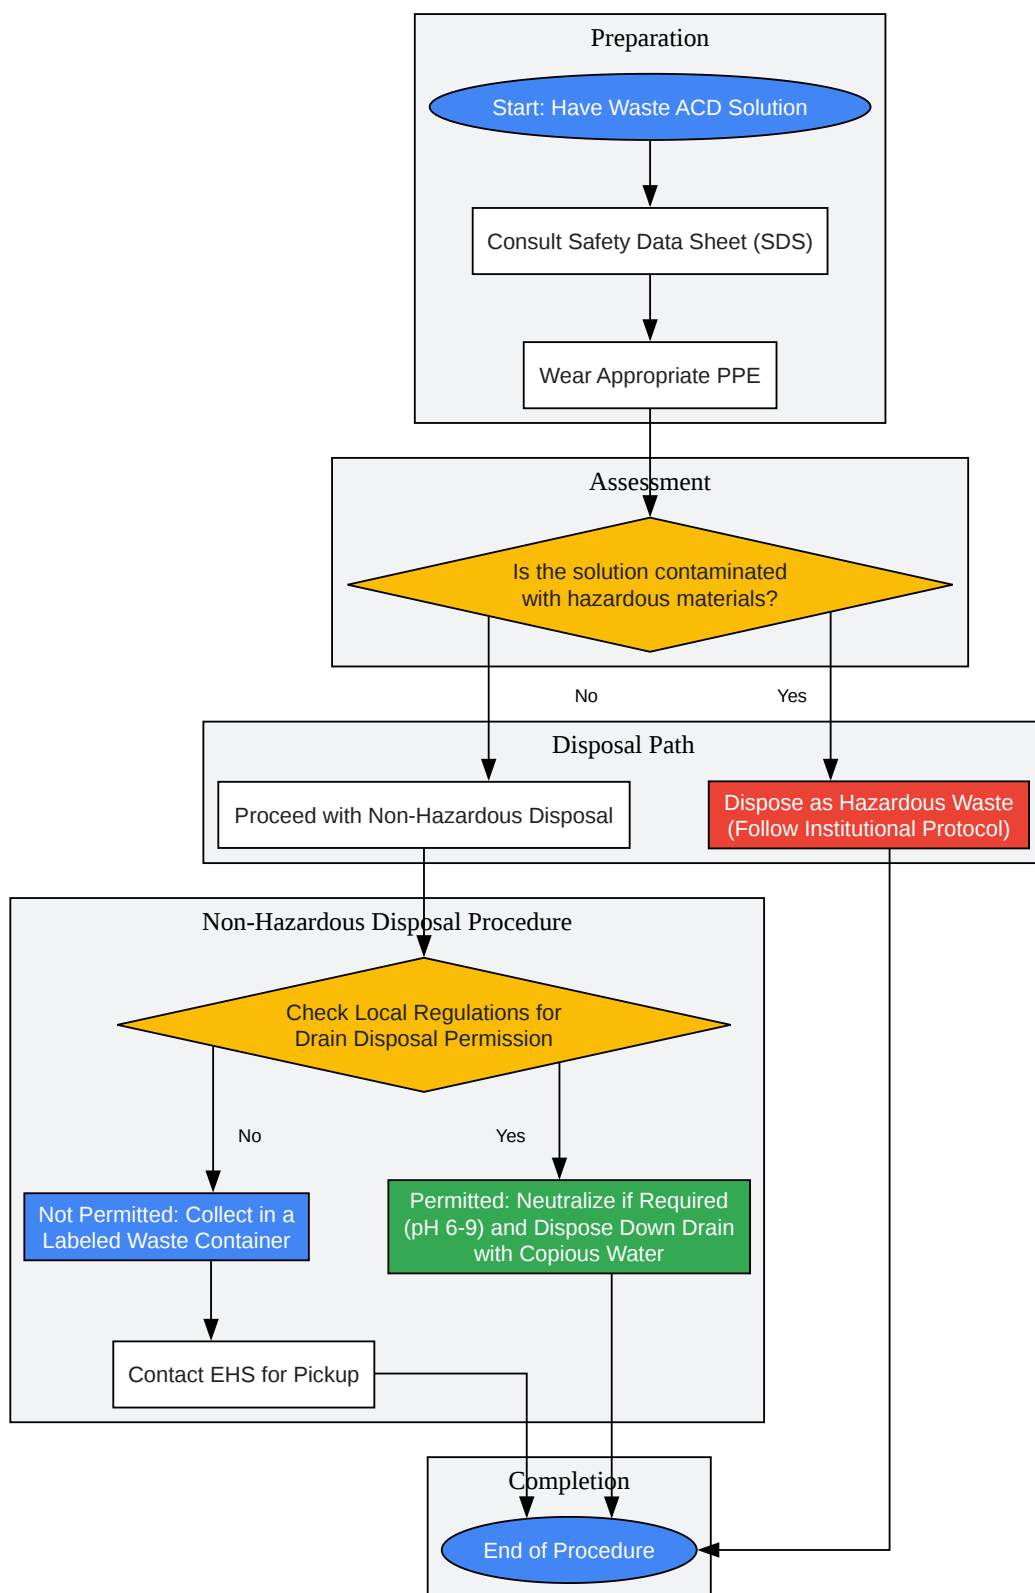 Preparation
Start: Have Waste ACD Solution
Consult Safety Data Sheet (SDS)
Wear Appropriate PPE
Assessment
Is the solution contaminated
with hazardous materials?
No
Yes
Disposal Path
Proceed with Non-Hazardous Disposal
Dispose as Hazardous Waste
(Follow Institutional Protocol)
Non-Hazardous Disposal Procedure
Check Local Regulations for
Drain Disposal Permission
No
Yes
Not Permitted: Collect in a
Labeled Waste Container
Permitted: Neutralize if Required
(pH 6-9) and Dispose Down Drain
with Copious Water
Contact EHS for Pickup
Completion
End of Procedure